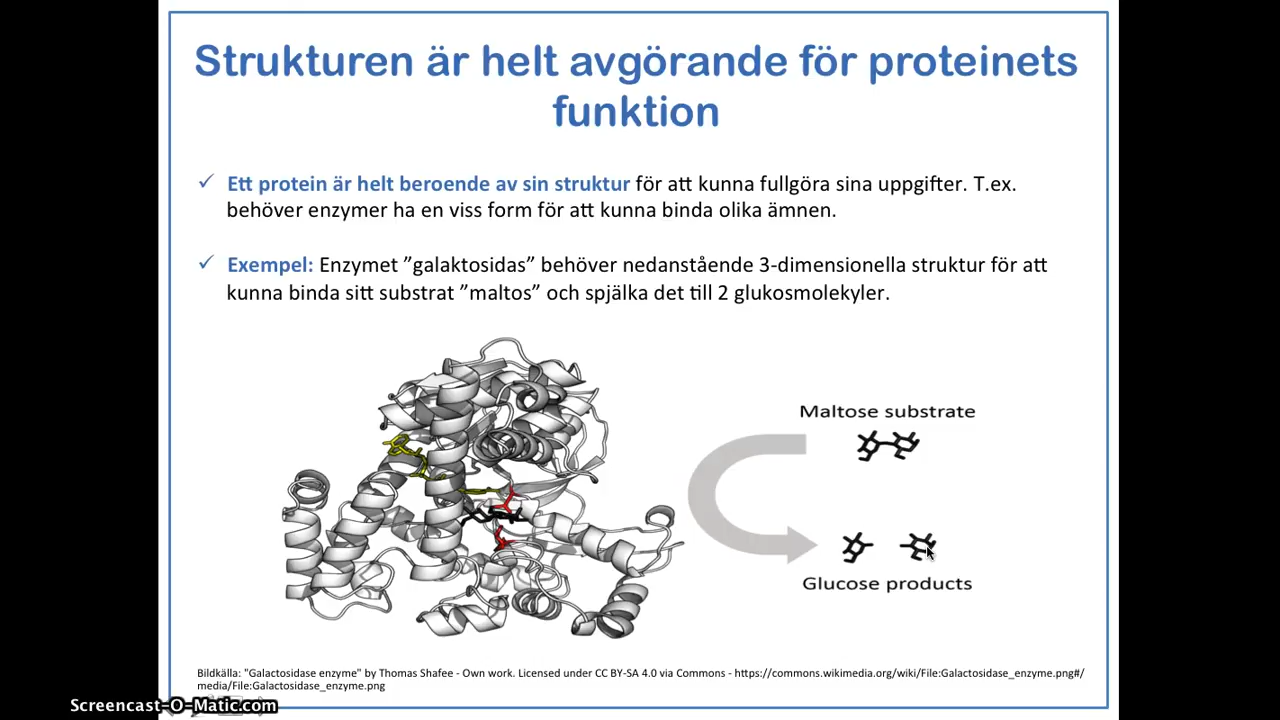 Strukturen är helt avgörande för proteinets
funktion
✓ Ett protein är helt beroende av sin struktur för att kunna fullgöra sina uppgifter. T.ex.
behöver enzymer ha en viss form för att kunna binda olika ämnen.
✓ Exempel: Enzymet ”galaktosidas” behöver nedanstående 3-dimensionella struktur för att
kunna binda sitt substrat ”maltos” och spjälka det till 2 glukosmolekyler.
Maltose substrate
Glucose products
Bildkälla: "Galactosidase enzyme" by Thomas Shafee - Own work. Licensed under CC BY-SA 4.0 via Commons - https://commons.wikimedia.org/wiki/File:Galactosidase_enzyme.png#/
media/File:Galactosidase_enzyme.png
Screencast-O-Matic.com